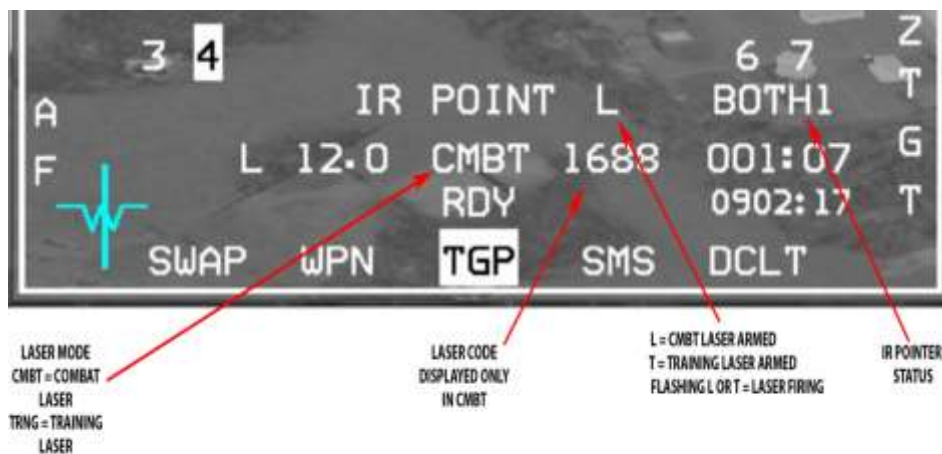 3 4 6 7 Z
IR POINT L BOTH1 T
A
L 12.0 CMBT 1688 001:07 G
F
RDY 0902:17 T
SWAP WPN TGP SMS DCLT
LASER MODE
CMBT = COMBAT
LASER
TRNG = TRAINING
LASER
LASER CODE
DISPLAYED ONLY
IN CMBT
L = CMBT LASER ARMED
T = TRAINING LASER ARMED
FLASHING L OR T = LASER FIRING
IR POINTER
STATUS